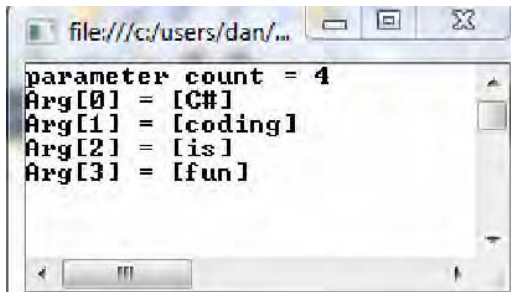 file:///c:/users/dan/...
parameter count = 4
Arg[0] = [C#]
Arg[1] = [coding]
Arg[2] = [is]
Arg[3] = [fun]